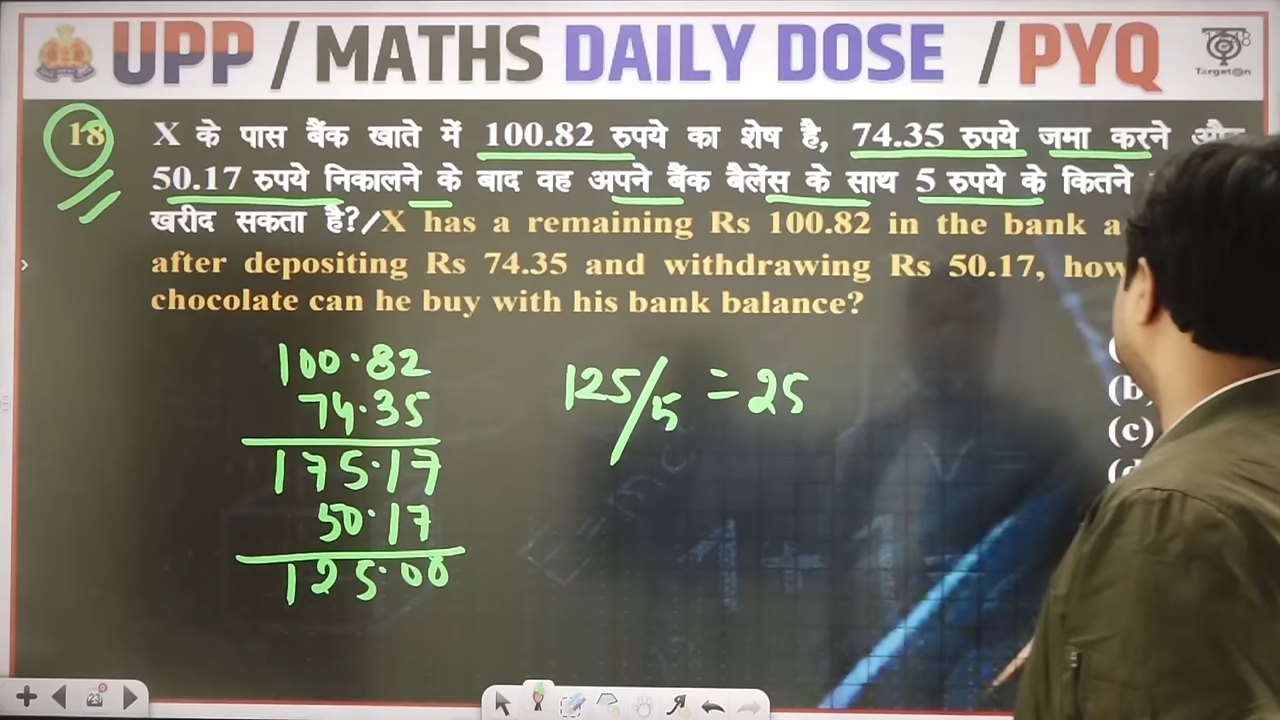 UPP / MATHS DAILY DOSE / PYQ
Target@n
18 X के पास बैंक खाते में 100.82 रुपये का शेष है, 74.35 रुपये जमा करने
50.17 रुपये निकालने के बाद वह अपने बैंक बैलेंस के साथ 5 रुपये के कितने
खरीद सकता है?/X has a remaining Rs 100.82 in the bank a
after depositing Rs 74.35 and withdrawing Rs 50.17, how
chocolate can he buy with his bank balance?
100.82
74.35
175.17
50.17
125.00
125/5 = 25
(b)
(c)
23